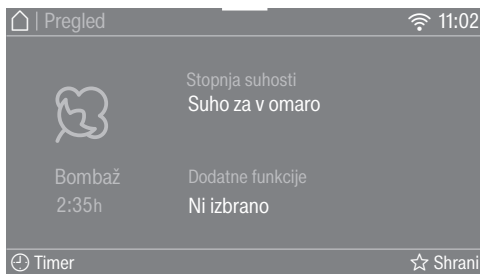 | Pregled
11:02
Stopnja suhosti
Suho za v omaro
Bombaž
2:35h
Dodatne funkcije
Ni izbrano
Timer
Shrani